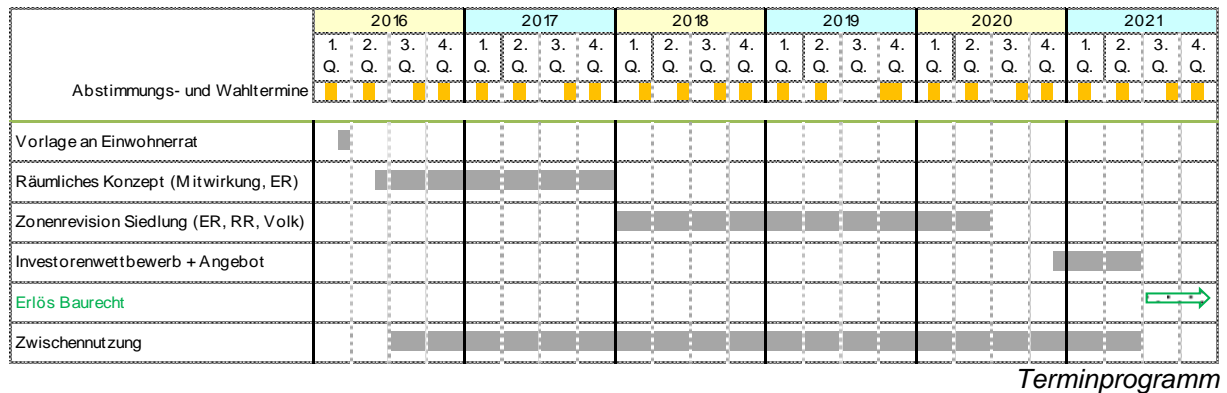 2016 2017 2018 2019 2020 2021
1. 2. 3. 4. 1. 2. 3. 4. 1. 2. 3. 4. 1. 2. 3. 4. 1. 2. 3. 4. 1. 2. 3. 4.
Q. Q. Q. Q. Q. Q. Q. Q. Q. Q. Q. Q. Q. Q. Q. Q. Q. Q. Q. Q. Q. Q. Q. Q.
Abstimmungs- und Wahltermine
Vorlage an Einwohnerrat
Räumliches Konzept (Mitwirkung, ER)
Zonenrevision Siedlung (ER, RR, Volk)
Investorenwettbewerb + Angebot
Erlös Baurecht
Zwischennutzung
Terminprogramm